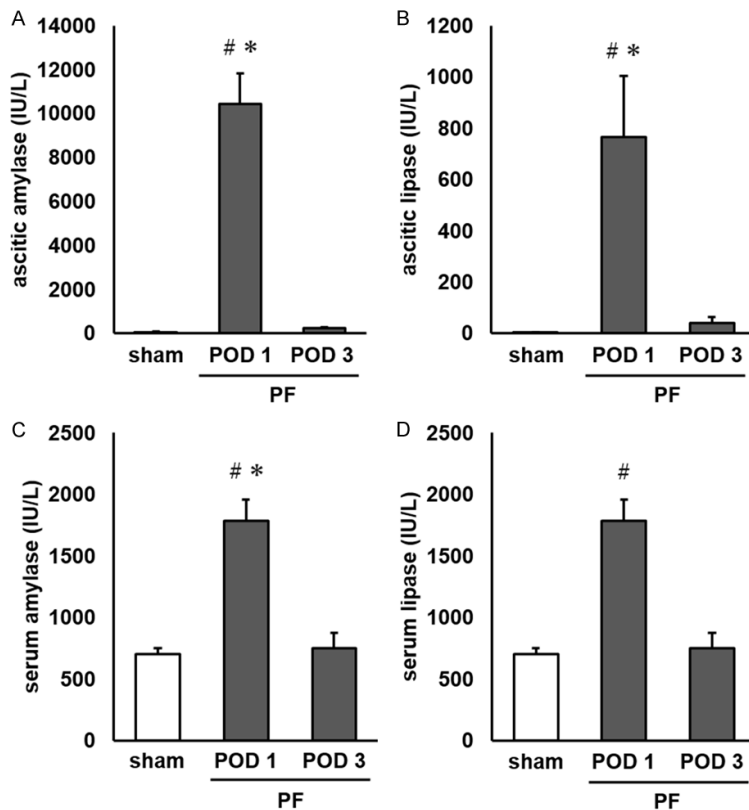 A
ascitic amylase (IU/L)
14000
12000
10000
8000
6000
4000
2000
0
# *
sham
POD 1
POD 3
PF
B
ascitic lipase (IU/L)
1200
1000
800
600
400
200
0
# *
sham
POD 1
POD 3
PF
C
serum amylase (IU/L)
2500
2000
1500
1000
500
0
# *
sham
POD 1
POD 3
PF
D
serum lipase (IU/L)
2500
2000
1500
1000
500
0
#
sham
POD 1
POD 3
PF